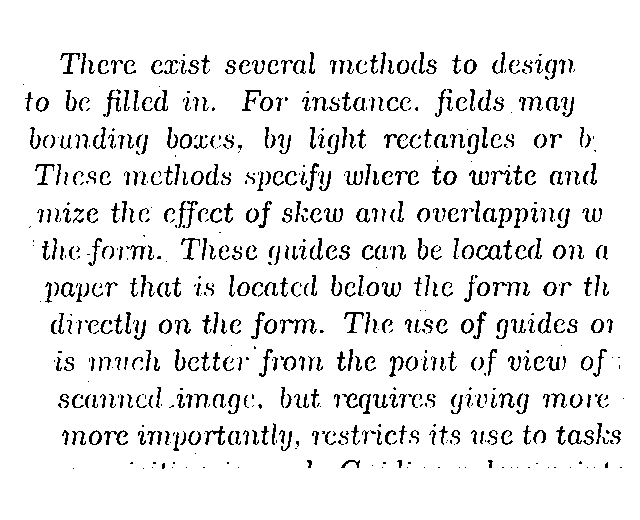 There exist several methods to design
to be filled in. For instance, fields may
bounding boxes, by light rectangles or
These methods specify where to write and
mize the effect of skew and overlapping w
the form. These guides can be located on a
paper that is located below the form or th
directly on the form. The use of guides on
is much better from the point of view of
scanned image, but requires giving more
more importantly, restricts its use to tasks